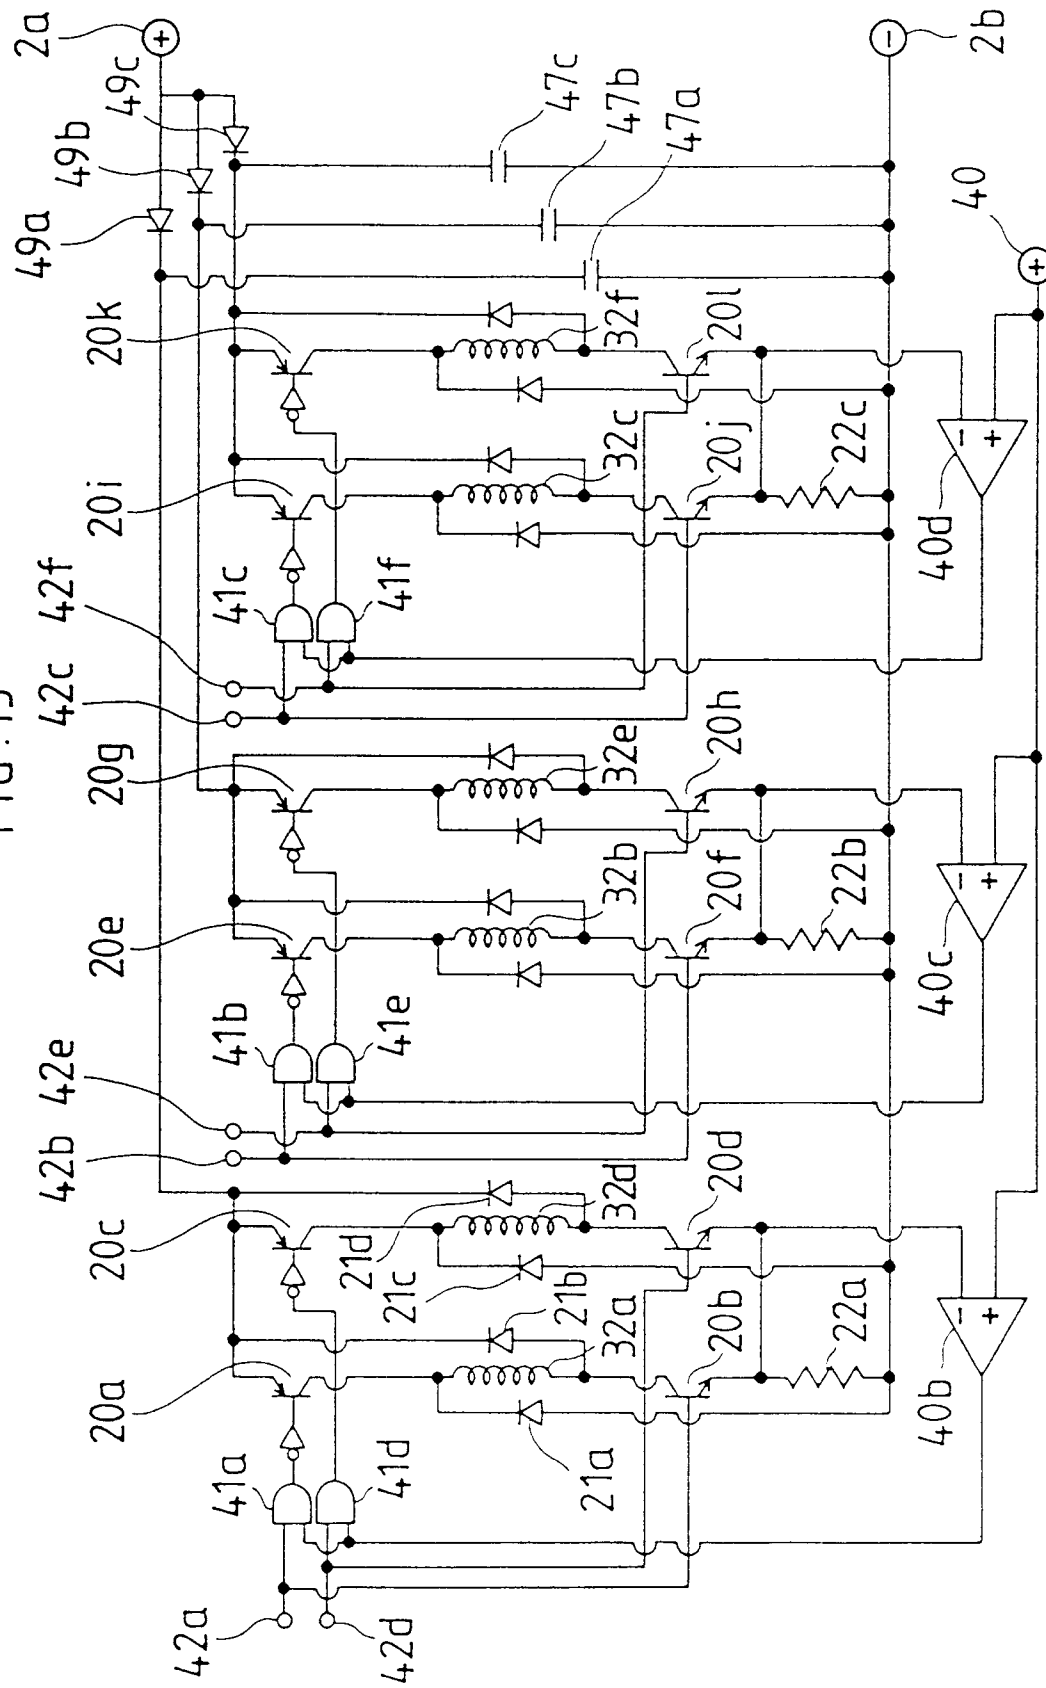 2a
49c
49b
49a
47c
47b
47a
2b
40
20k
32f
20l
20i
32c
20j
22c
40d
41c
41f
42f
42c
20g
32e
20h
20e
32b
20f
22b
40c
41b
41e
42e
42b
20c
21d
21c
32d
20d
20a
21b
32a
20b
22a
40b
21a
41a
41d
42a
42d
+
−
+
− +
− +
− +